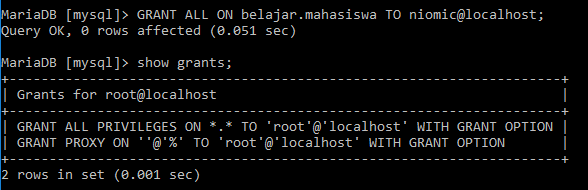 MariaDB [mysql]> GRANT ALL ON belajar.mahasiswa TO niomic@localhost;
Query OK, 0 rows affected (0.051 sec)
MariaDB [mysql]> show grants;
+---------------------------------------------------------------------+
| Grants for root@localhost                                           |
+---------------------------------------------------------------------+
| GRANT ALL PRIVILEGES ON *.* TO 'root'@'localhost' WITH GRANT OPTION |
| GRANT PROXY ON ''@'%' TO 'root'@'localhost' WITH GRANT OPTION       |
+---------------------------------------------------------------------+
2 rows in set (0.001 sec)